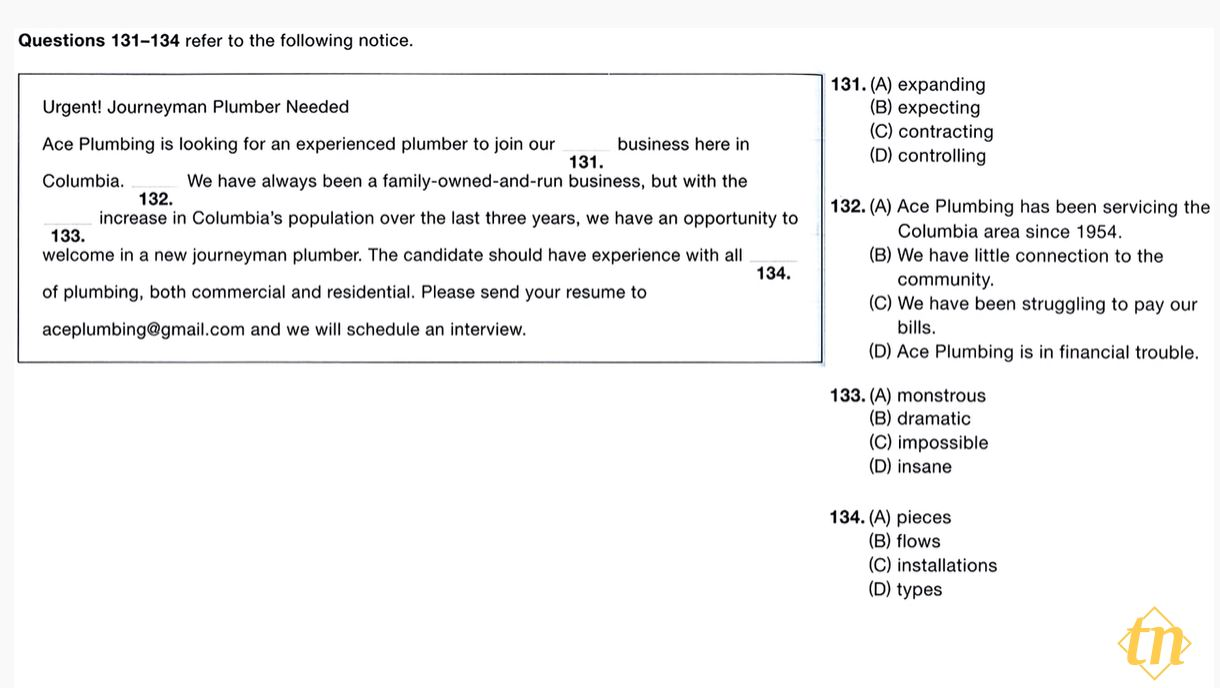 Questions 131–134 refer to the following notice.
Urgent! Journeyman Plumber Needed
Ace Plumbing is looking for an experienced plumber to join our ____ business here in
131.
Columbia. ____ We have always been a family-owned-and-run business, but with the
132.
____ increase in Columbia's population over the last three years, we have an opportunity to
133.
welcome in a new journeyman plumber. The candidate should have experience with all ____
134.
of plumbing, both commercial and residential. Please send your resume to
aceplumbing@gmail.com and we will schedule an interview.
131. (A) expanding
(B) expecting
(C) contracting
(D) controlling
132. (A) Ace Plumbing has been servicing the
Columbia area since 1954.
(B) We have little connection to the
community.
(C) We have been struggling to pay our
bills.
(D) Ace Plumbing is in financial trouble.
133. (A) monstrous
(B) dramatic
(C) impossible
(D) insane
134. (A) pieces
(B) flows
(C) installations
(D) types
tn